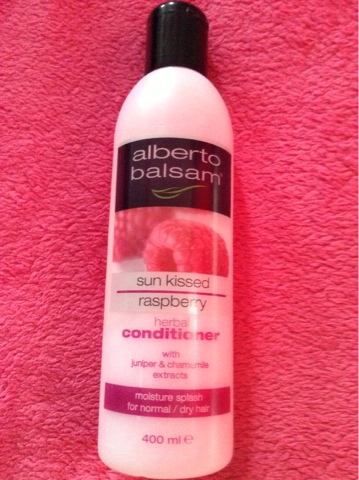 alberto
balsam®
sun kissed
raspberry
herbal
conditioner
with
juniper & chamomile
extracts
moisture splash
for normal / dry hair
400 ml ℮